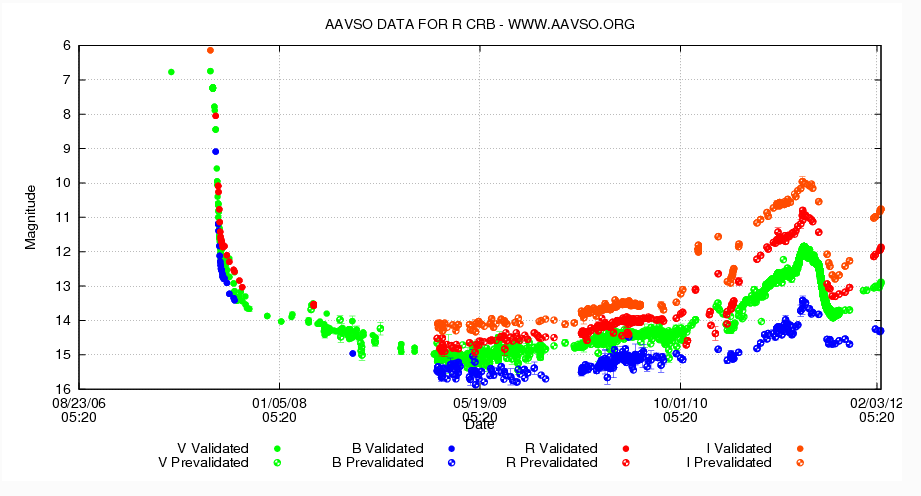 AAVSO DATA FOR R CRB - WWW.AAVSO.ORG
Magnitude
6
7
8
9
10
11
12
13
14
15
16
08/23/06 01/05/08 05/19/09 10/01/10 02/03/12
05:20 05:20 05:20 05:20 05:20
Date
V Validated B Validated R Validated I Validated
V Prevalidated B Prevalidated R Prevalidated I Prevalidated